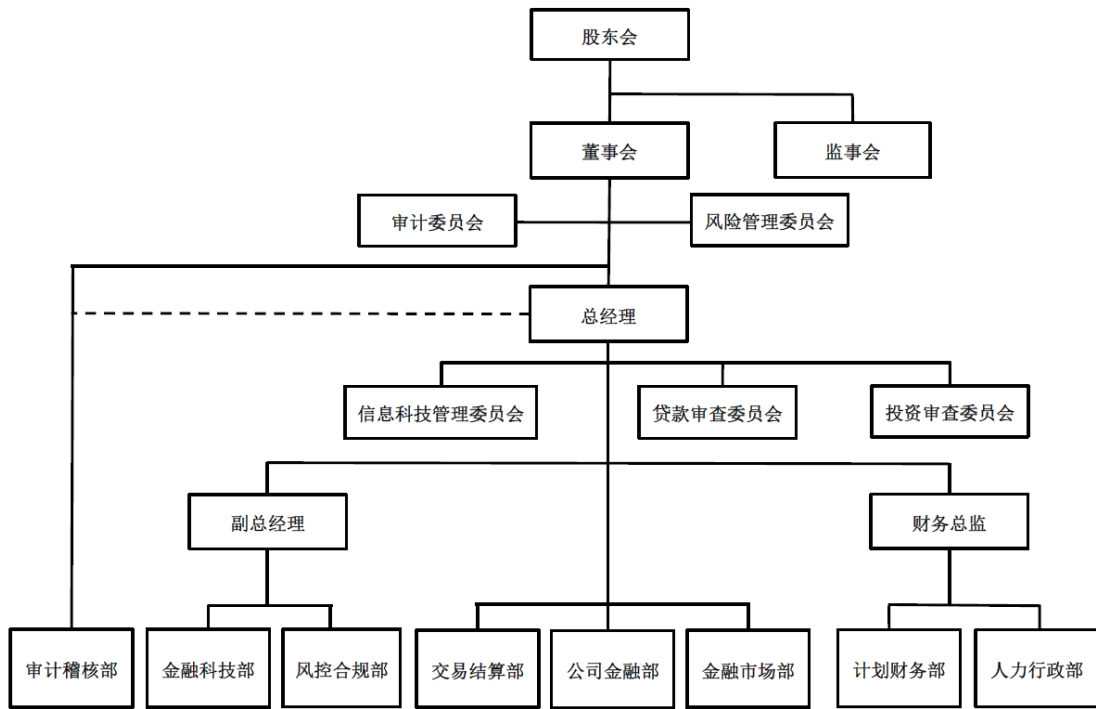 股东会
董事会
监事会
审计委员会
风险管理委员会
总经理
信息科技管理委员会
贷款审查委员会
投资审查委员会
副总经理
财务总监
审计稽核部
金融科技部
风控合规部
交易结算部
公司金融部
金融市场部
计划财务部
人力行政部